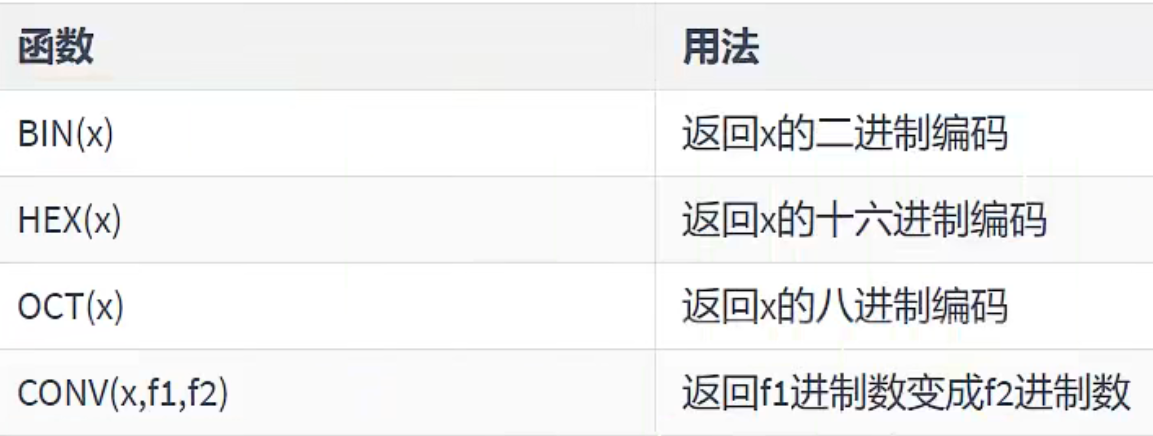 函数 用法
BIN(x) 返回x的二进制编码
HEX(x) 返回x的十六进制编码
OCT(x) 返回x的八进制编码
CONV(x,f1,f2) 返回f1进制数变成f2进制数